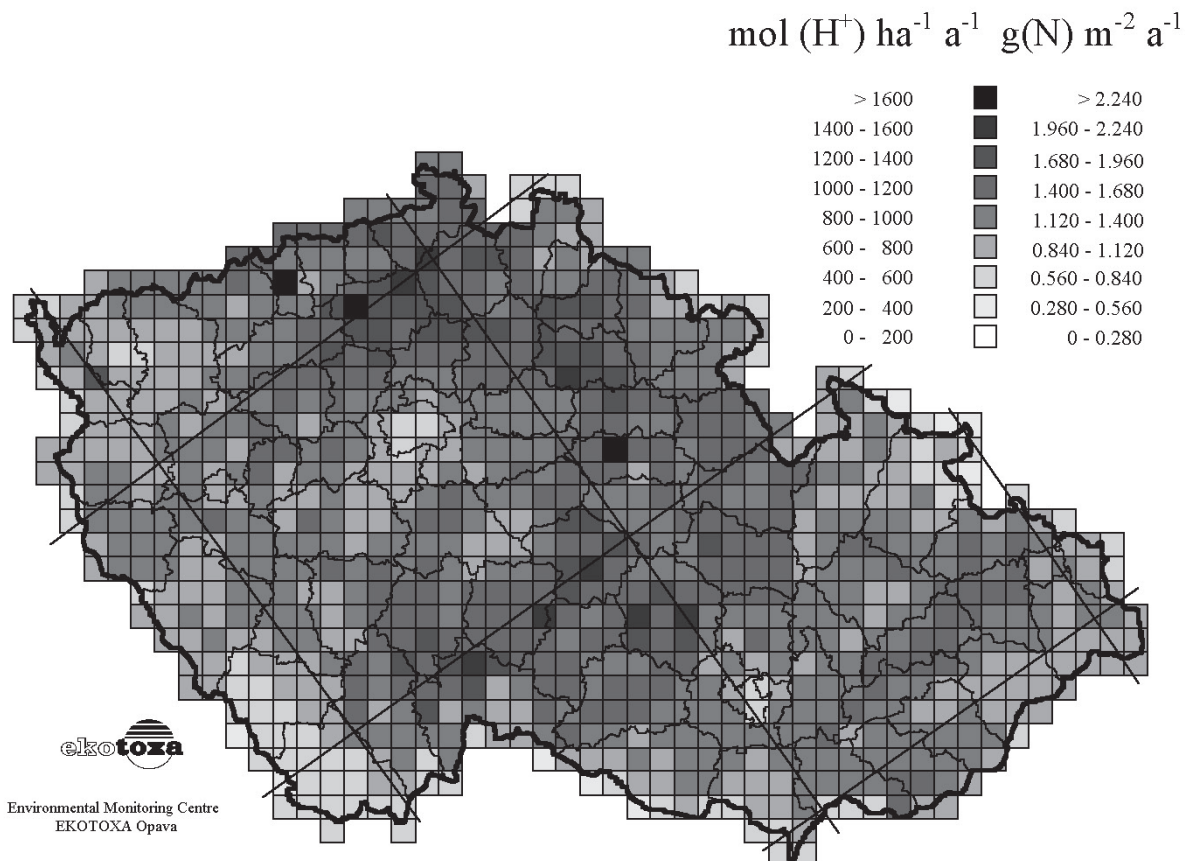 mol (H⁺) ha⁻¹ a⁻¹ g(N) m⁻² a⁻¹
> 1600 > 2.240
1400 - 1600 1.960 - 2.240
1200 - 1400 1.680 - 1.960
1000 - 1200 1.400 - 1.680
800 - 1000 1.120 - 1.400
600 - 800 0.840 - 1.120
400 - 600 0.560 - 0.840
200 - 400 0.280 - 0.560
0 - 200 0 - 0.280
ekotoxa
Environmental Monitoring Centre
EKOTOXA Opava